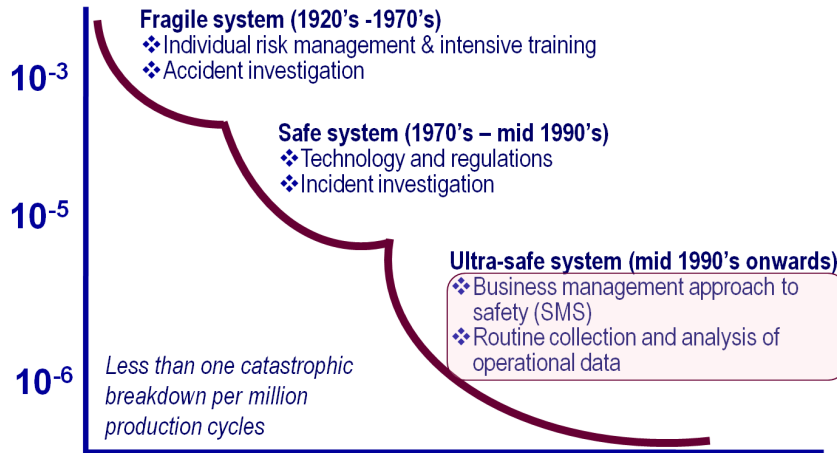 Fragile system (1920's -1970's)
❖Individual risk management & intensive training
❖Accident investigation
10⁻³
Safe system (1970's – mid 1990's)
❖Technology and regulations
❖Incident investigation
10⁻⁵
Ultra-safe system (mid 1990's onwards)
❖Business management approach to
safety (SMS)
❖Routine collection and analysis of
operational data
10⁻⁶
Less than one catastrophic
breakdown per million
production cycles